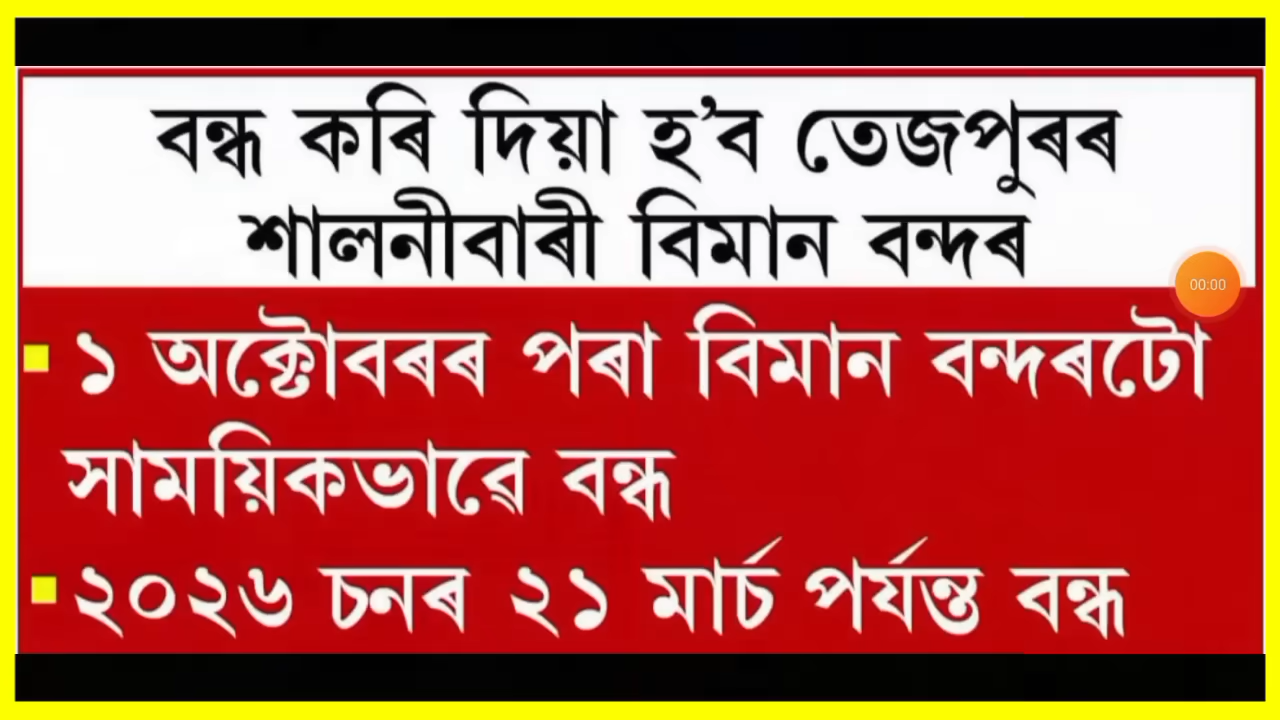 বন্ধ কৰি দিয়া হ'ব তেজপুৰৰ
শালনীবাৰী বিমান বন্দৰ
১ অক্টোবৰৰ পৰা বিমান বন্দৰটো
সাময়িকভাৱে বন্ধ
২০২৬ চনৰ ২১ মাৰ্চ পৰ্যন্ত বন্ধ
00:00